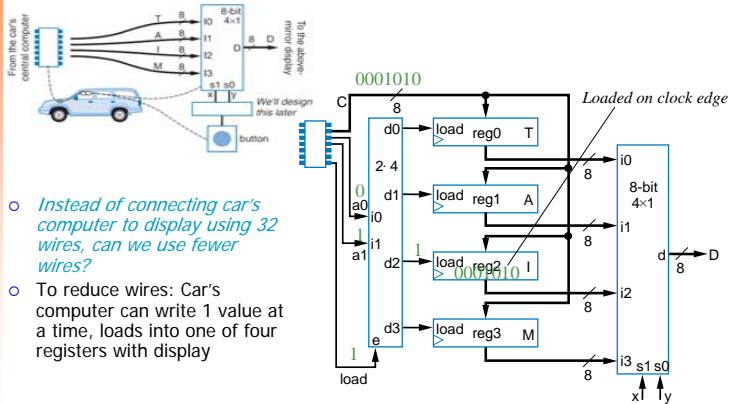 From the car's
central computer
T 8
A 8
I 8
M 8
I0
I1
I2
I3
8-bit
4×1
D
8 D
s1 s0
x y
To the above-
mirror display
We'll design
this later
button
Instead of connecting car's
computer to display using 32
wires, can we use fewer
wires?
To reduce wires: Car's
computer can write 1 value at
a time, loads into one of four
registers with display
0001010
C
8
Loaded on clock edge
2·4
d0
d1
d2
d3
0
a0
i0
1
a1
i1
e
1
load
load reg0 T
load reg1 A
1
load reg2 I
0001010
load reg3 M
8
8
8
8
i0
i1
i2
i3
8-bit
4×1
d
8
D
s1 s0
x y